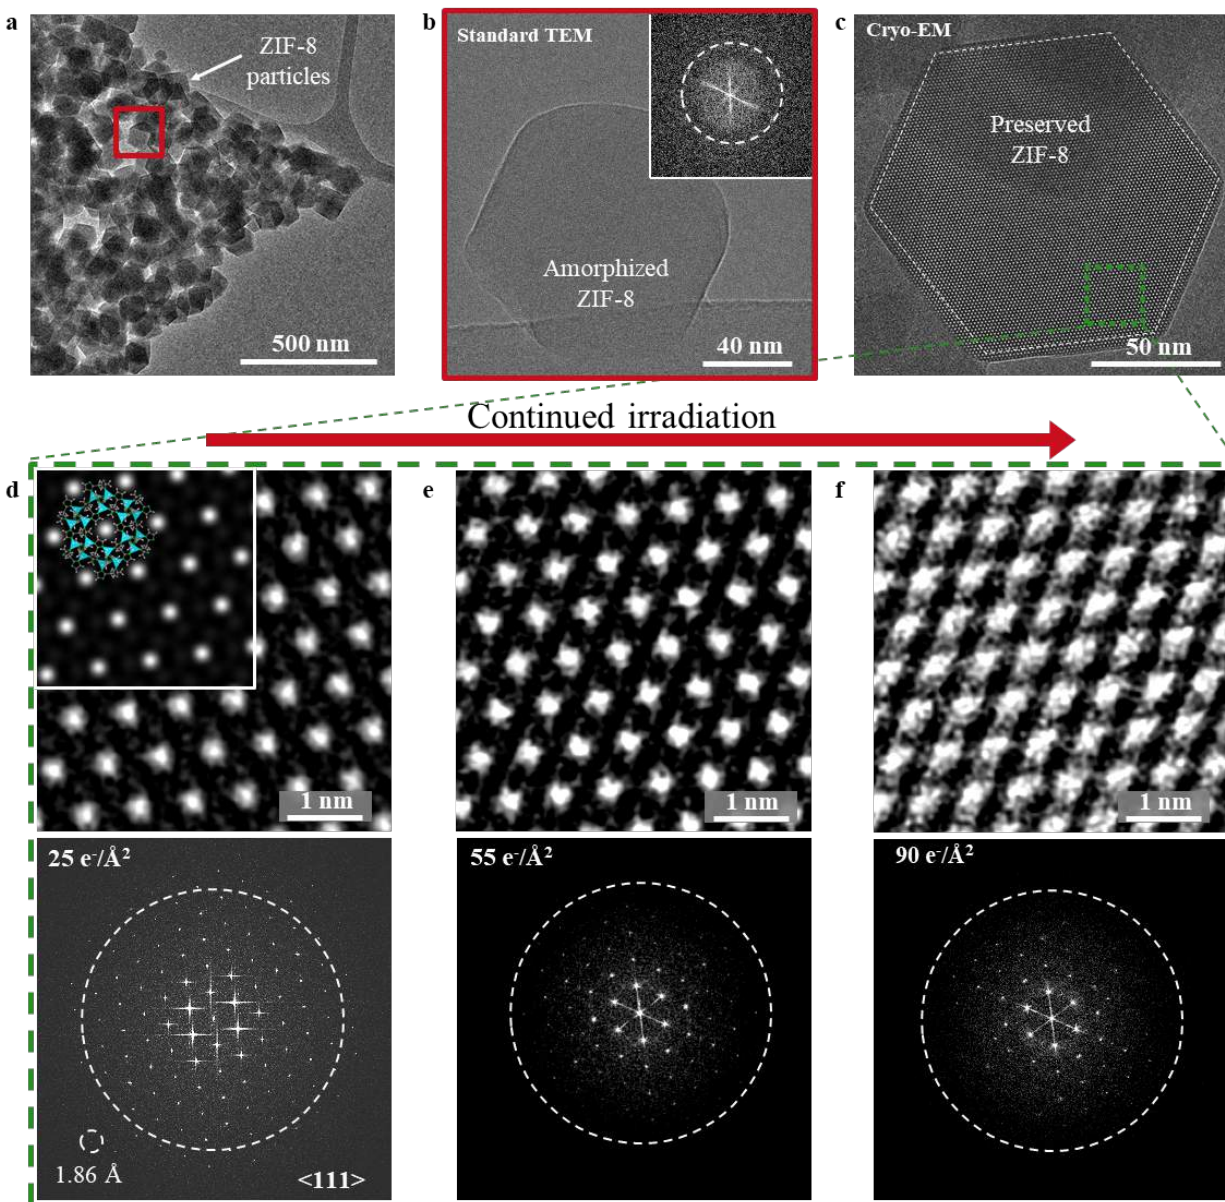 a
ZIF-8
particles
500 nm
b
Standard TEM
Amorphized
ZIF-8
40 nm
c
Cryo-EM
Preserved
ZIF-8
50 nm
Continued irradiation
d
1 nm
e
1 nm
f
1 nm
25 e⁻/Å²
1.86 Å
<111>
55 e⁻/Å²
90 e⁻/Å²